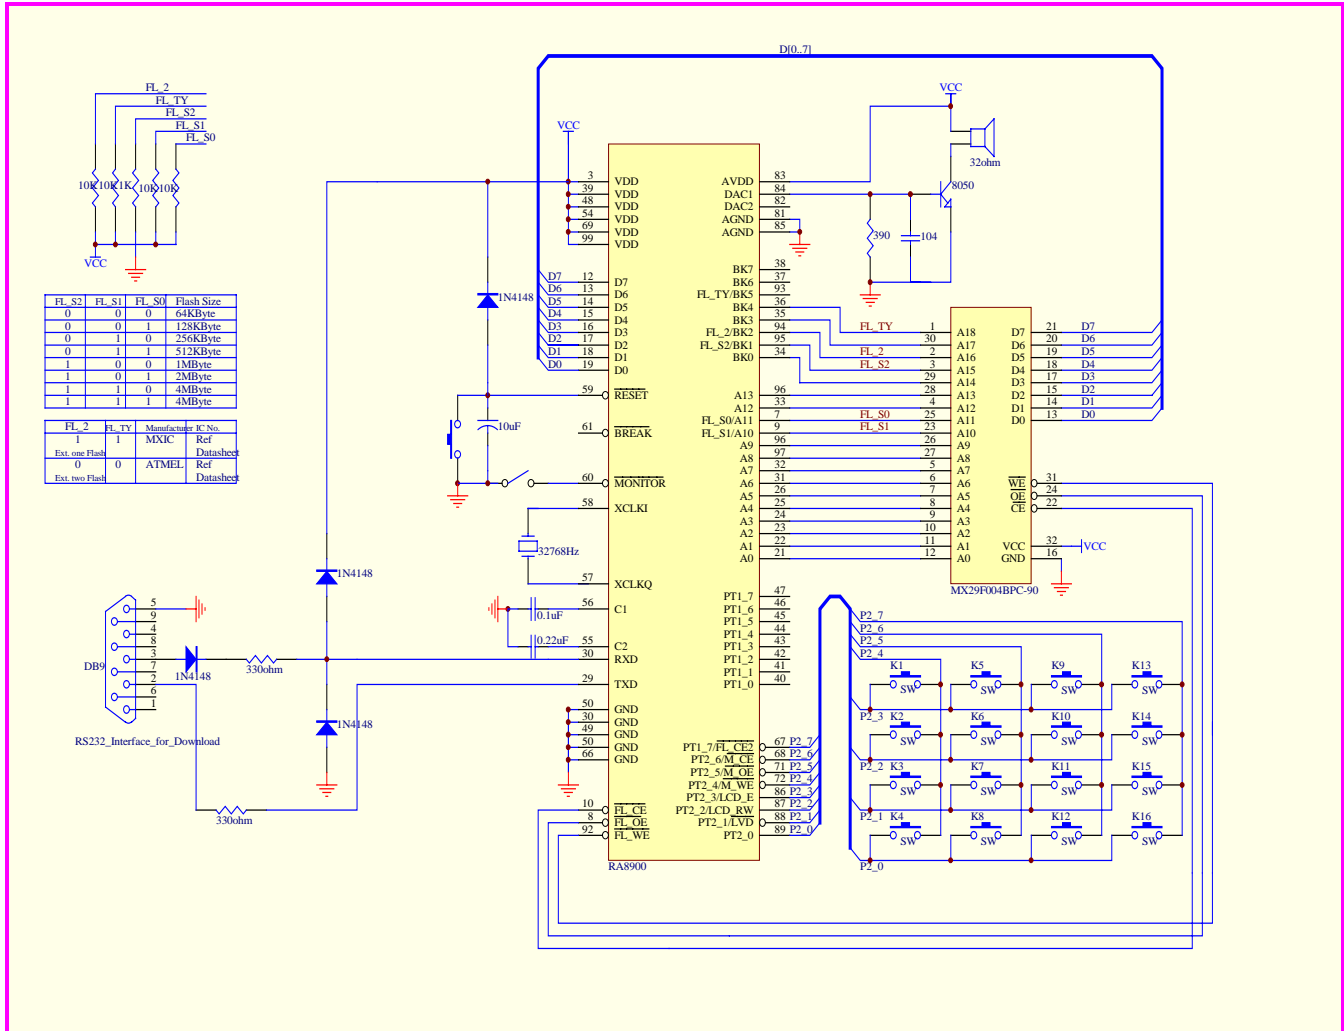 D[0..7]
FL_2
FL_TY
FL_S2
FL_S1
FL_S0
10K 10K 1K 10K 10K
VCC
FL_S2 FL_S1 FL_S0 Flash Size
0 0 0 64KByte
0 0 1 128KByte
0 1 0 256KByte
0 1 1 512KByte
1 0 0 1MByte
1 0 1 2MByte
1 1 0 4MByte
1 1 1 4MByte
FL_2 FL_TY Manufacturer IC No.
1 1 MXIC Ref
Ext. one Flash Datasheet
0 0 ATMEL Ref
Ext. two Flash Datasheet
VCC
1N4148
10uF
32768Hz
0.1uF
0.22uF
1N4148
1N4148
1N4148
330ohm
330ohm
DB9
5
9
4
8
3
7
2
6
1
RS232_Interface_for_Download
3 VDD
39 VDD
48 VDD
54 VDD
69 VDD
99 VDD
D7 12 D7
D6 13 D6
D5 14 D5
D4 15 D4
D3 16 D3
D2 17 D2
D1 18 D1
D0 19 D0
59 RESET
61 BREAK
60 MONITOR
58 XCLKI
57 XCLKQ
56 C1
55 C2
30 RXD
29 TXD
50 GND
30 GND
49 GND
50 GND
66 GND
10 FL_CE
8 FL_OE
92 FL_WE
RA8900
AVDD 83
DAC1 84
DAC2 82
AGND 81
AGND 85
BK7 38
BK6 37
FL_TY/BK5 93
BK4 36
BK3 35
FL_2/BK2 94
FL_S2/BK1 95
BK0 34
A13 96
A12 33
FL_S0/A11 7
FL_S1/A10 9
A9 96
A8 97
A7 32
A6 31
A5 26
A4 25
A3 24
A2 23
A1 22
A0 21
PT1_7 47
PT1_6 46
PT1_5 45
PT1_4 44
PT1_3 43
PT1_2 42
PT1_1 41
PT1_0 40
PT1_7/FL_CE2 67 P2_7
PT2_6/M_CE 68 P2_6
PT2_5/M_OE 71 P2_5
PT2_4/M_WE 72 P2_4
PT2_3/LCD_E 86 P2_3
PT2_2/LCD_RW 87 P2_2
PT2_1/LVD 88 P2_1
PT2_0 89 P2_0
VCC
32ohm
8050
390
104
FL_TY 1 A18
30 A17
FL_2 2 A16
FL_S2 3 A15
29 A14
28 A13
4 A12
FL_S0 25 A11
FL_S1 23 A10
26 A9
27 A8
5 A7
6 A6
7 A5
8 A4
9 A3
10 A2
11 A1
12 A0
D7 21 D7
D6 20 D6
D5 19 D5
D4 18 D4
D3 17 D3
D2 15 D2
D1 14 D1
D0 13 D0
WE 31
OE 24
CE 22
VCC 32 VCC
GND 16
MX29F004BPC-90
P2_7
P2_6
P2_5
P2_4
K1 K5 K9 K13
SW SW SW SW
P2_3
K2 K6 K10 K14
SW SW SW SW
P2_2
K3 K7 K11 K15
SW SW SW SW
P2_1
K4 K8 K12 K16
SW SW SW SW
P2_0